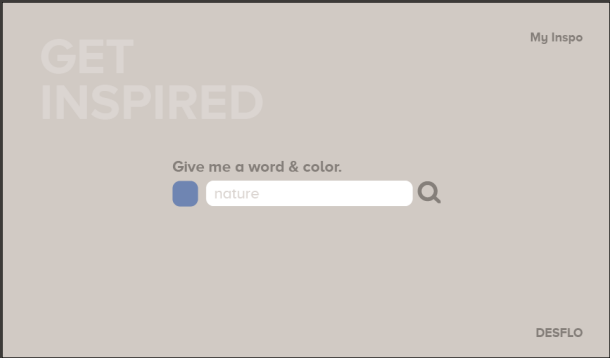 GET
INSPIRED
My Inspo
Give me a word & color.
nature
DESFLO